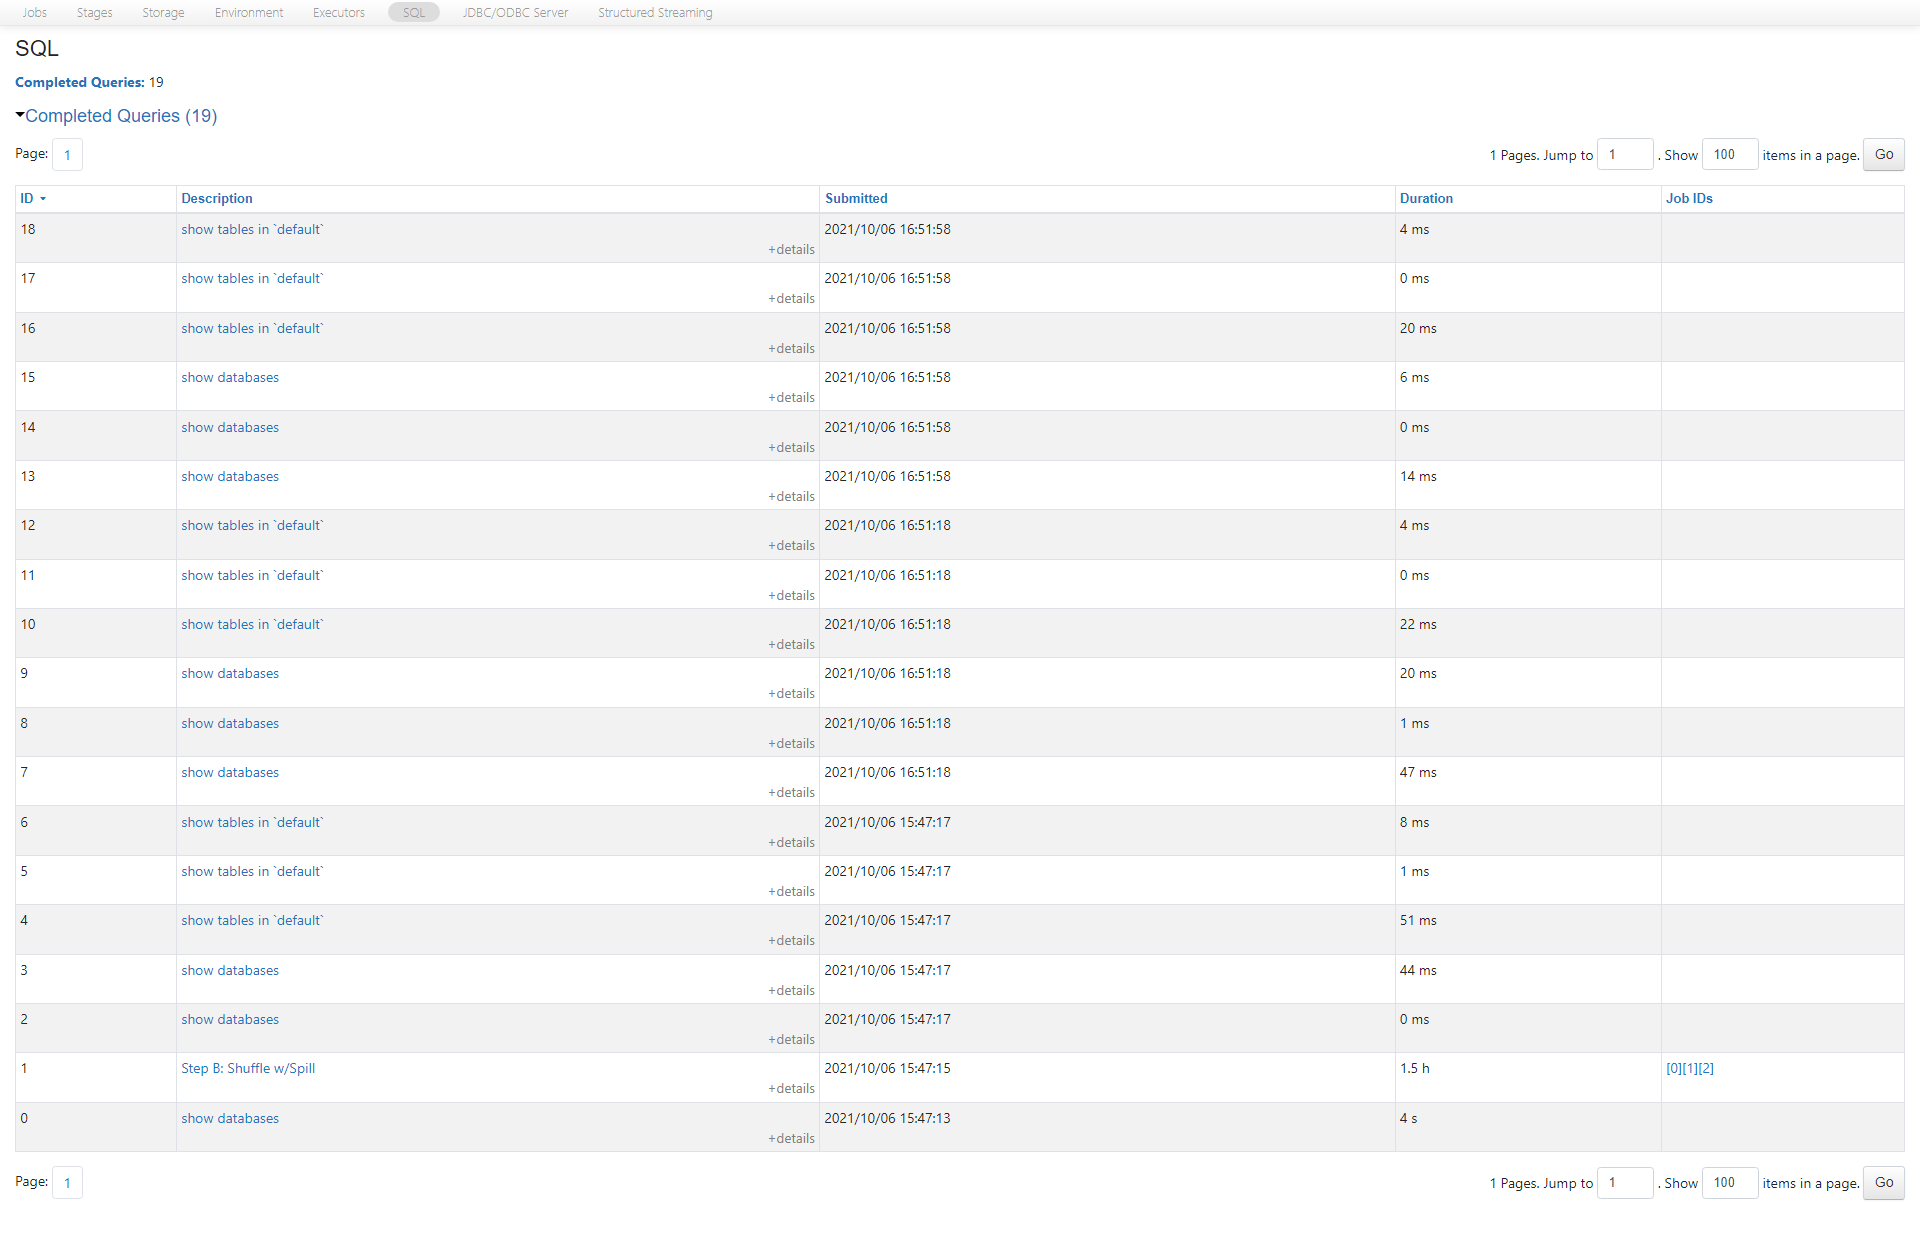 Jobs Stages Storage Environment Executors SQL JDBC/ODBC Server Structured Streaming
SQL
Completed Queries: 19
Completed Queries (19)
Page: 1 1 Pages. Jump to 1 . Show 100 items in a page. Go
ID Description Submitted Duration Job IDs
18 show tables in `default` 2021/10/06 16:51:58 4 ms
+details
17 show tables in `default` 2021/10/06 16:51:58 0 ms
+details
16 show tables in `default` 2021/10/06 16:51:58 20 ms
+details
15 show databases 2021/10/06 16:51:58 6 ms
+details
14 show databases 2021/10/06 16:51:58 0 ms
+details
13 show databases 2021/10/06 16:51:58 14 ms
+details
12 show tables in `default` 2021/10/06 16:51:18 4 ms
+details
11 show tables in `default` 2021/10/06 16:51:18 0 ms
+details
10 show tables in `default` 2021/10/06 16:51:18 22 ms
+details
9 show databases 2021/10/06 16:51:18 20 ms
+details
8 show databases 2021/10/06 16:51:18 1 ms
+details
7 show databases 2021/10/06 16:51:18 47 ms
+details
6 show tables in `default` 2021/10/06 15:47:17 8 ms
+details
5 show tables in `default` 2021/10/06 15:47:17 1 ms
+details
4 show tables in `default` 2021/10/06 15:47:17 51 ms
+details
3 show databases 2021/10/06 15:47:17 44 ms
+details
2 show databases 2021/10/06 15:47:17 0 ms
+details
1 Step B: Shuffle w/Spill 2021/10/06 15:47:15 1.5 h [0][1][2]
+details
0 show databases 2021/10/06 15:47:13 4 s
+details
Page: 1 1 Pages. Jump to 1 . Show 100 items in a page. Go